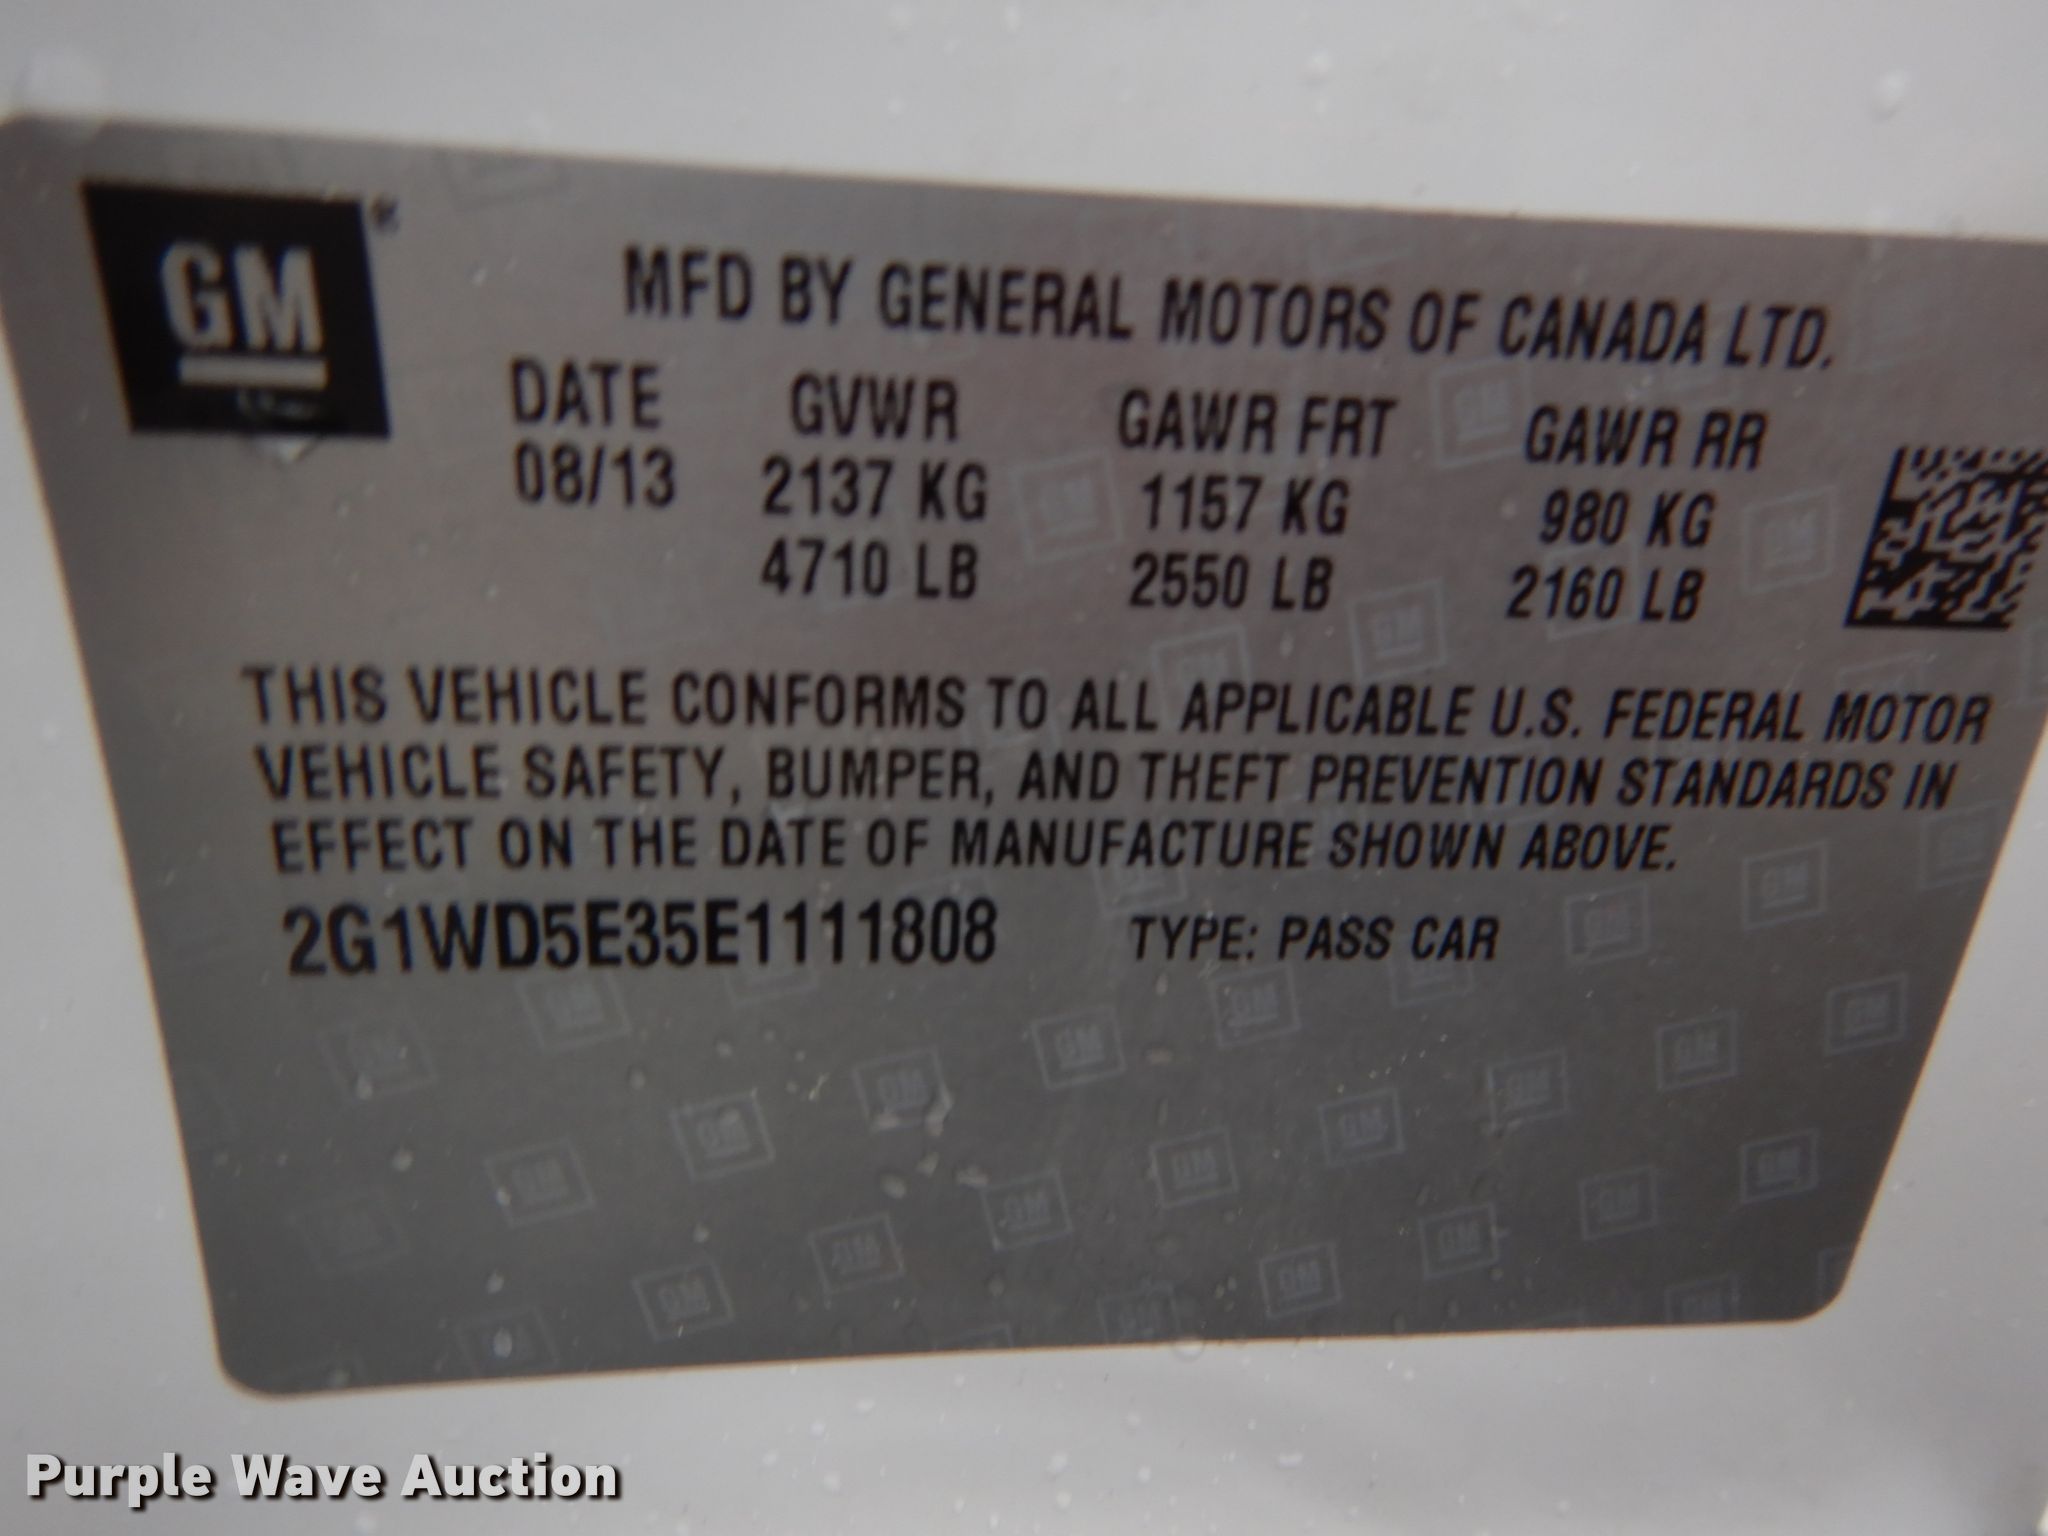 GM ®
MFD BY GENERAL MOTORS OF CANADA LTD.
DATE GVWR GAWR FRT GAWR RR
08/13 2137 KG 1157 KG 980 KG
4710 LB 2550 LB 2160 LB
THIS VEHICLE CONFORMS TO ALL APPLICABLE U.S. FEDERAL MOTOR
VEHICLE SAFETY, BUMPER, AND THEFT PREVENTION STANDARDS IN
EFFECT ON THE DATE OF MANUFACTURE SHOWN ABOVE.
2G1WD5E35E1111808 TYPE: PASS CAR
Purple Wave Auction